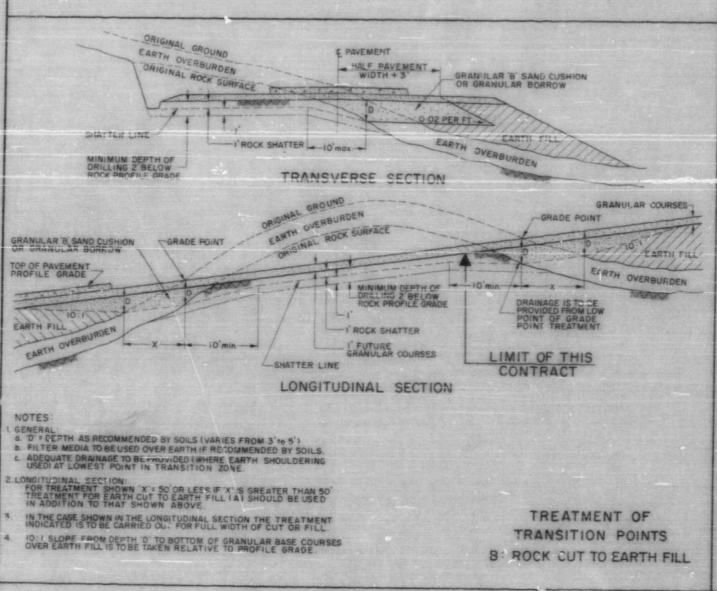 ORIGINAL GROUND
EARTH OVERBURDEN
ORIGINAL ROCK SURFACE
℄ PAVEMENT
HALF PAVEMENT
WIDTH + 3'
GRANULAR 'B' SAND CUSHION
OR GRANULAR BORROW
D
0.02 PER FT.
SHATTER LINE
1'
1' ROCK SHATTER
10' max.
EARTH FILL
EARTH OVERBURDEN
MINIMUM DEPTH OF
DRILLING 2' BELOW
ROCK PROFILE GRADE
TRANSVERSE SECTION
ORIGINAL GROUND
EARTH OVERBURDEN
ORIGINAL ROCK SURFACE
GRANULAR COURSES
GRADE POINT
GRANULAR 'B' SAND CUSHION
OR GRANULAR BORROW
GRADE POINT
D
D
10:1
EARTH FILL
TOP OF PAVEMENT
PROFILE GRADE
D
D
10:1
EARTH FILL
EARTH OVERBURDEN
X
10' min.
SHATTER LINE
MINIMUM DEPTH OF
DRILLING 2' BELOW
ROCK PROFILE GRADE
1'
1' ROCK SHATTER
1' FUTURE
GRANULAR COURSES
10' min.
X
EARTH OVERBURDEN
DRAINAGE IS TO BE
PROVIDED FROM LOW
POINT OF GRADE
POINT TREATMENT
LIMIT OF THIS
CONTRACT
LONGITUDINAL SECTION
NOTES:
1. GENERAL:
a. 'D' = DEPTH AS RECOMMENDED BY SOILS (VARIES FROM 3' to 5')
b. FILTER MEDIA TO BE USED OVER EARTH IF RECOMMENDED BY SOILS.
c. ADEQUATE DRAINAGE TO BE PROVIDED (WHERE EARTH SHOULDERING
USED) AT LOWEST POINT IN TRANSITION ZONE.
2. LONGITUDINAL SECTION:
FOR TREATMENT SHOWN 'X' = 50' OR LESS. IF 'X' IS GREATER THAN 50'
TREATMENT FOR EARTH CUT TO EARTH FILL (A) SHOULD BE USED
IN ADDITION TO THAT SHOWN ABOVE.
3. IN THE CASE SHOWN IN THE LONGITUDINAL SECTION THE TREATMENT
INDICATED IS TO BE CARRIED OUT FOR FULL WIDTH OF CUT OR FILL.
4. 10:1 SLOPE FROM DEPTH 'D' TO BOTTOM OF GRANULAR BASE COURSES
OVER EARTH FILL IS TO BE TAKEN RELATIVE TO PROFILE GRADE.
TREATMENT OF
TRANSITION POINTS
B: ROCK CUT TO EARTH FILL